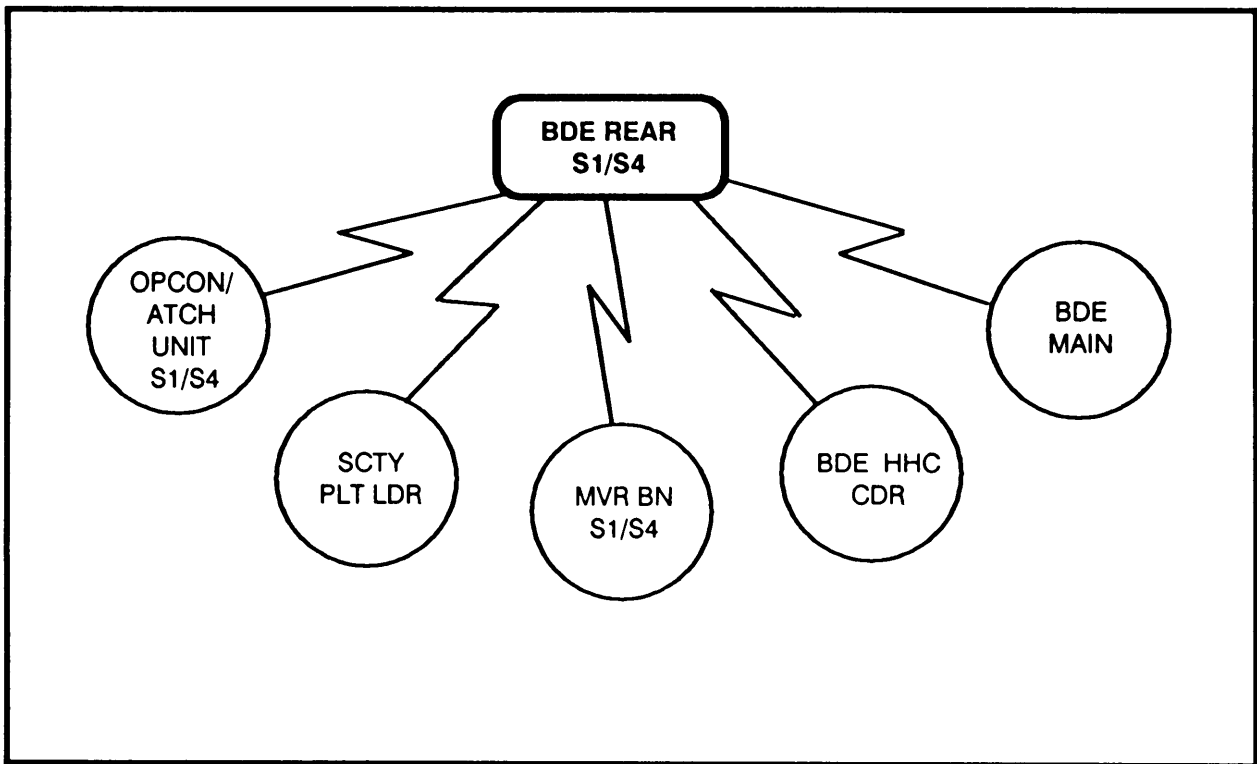 BDE REAR
S1/S4
OPCON/
ATCH
UNIT
S1/S4
SCTY
PLT LDR
MVR BN
S1/S4
BDE HHC
CDR
BDE
MAIN